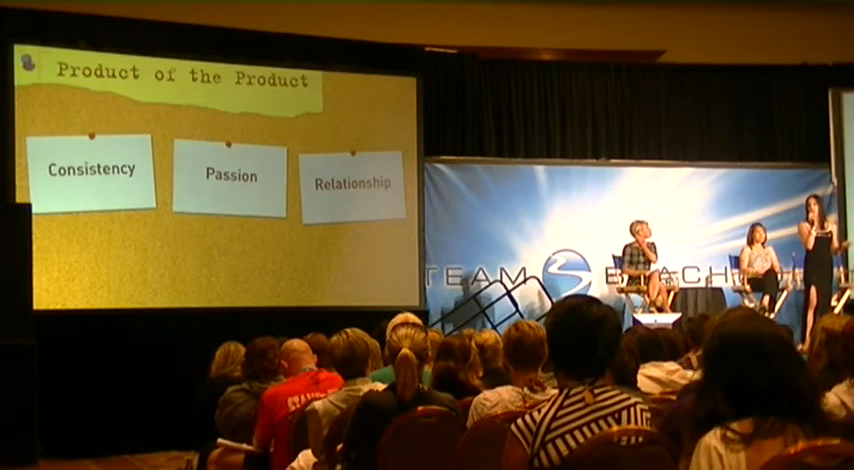 Product of the Product
Consistency
Passion
Relationship
TEAM